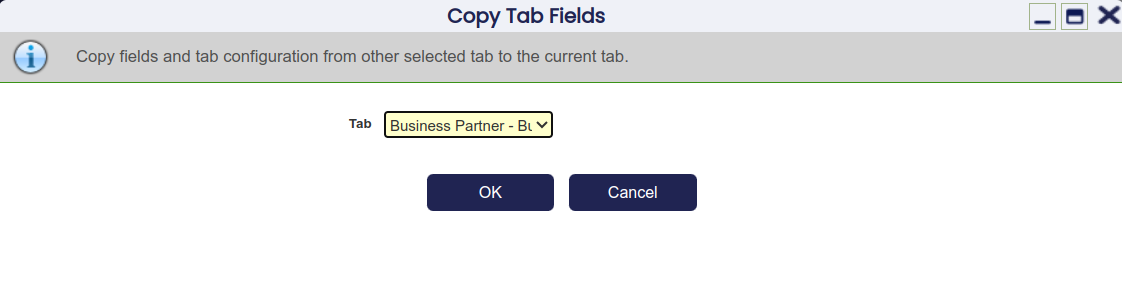 Copy Tab Fields
Copy fields and tab configuration from other selected tab to the current tab.
Tab
Business Partner - Bu
OK
Cancel